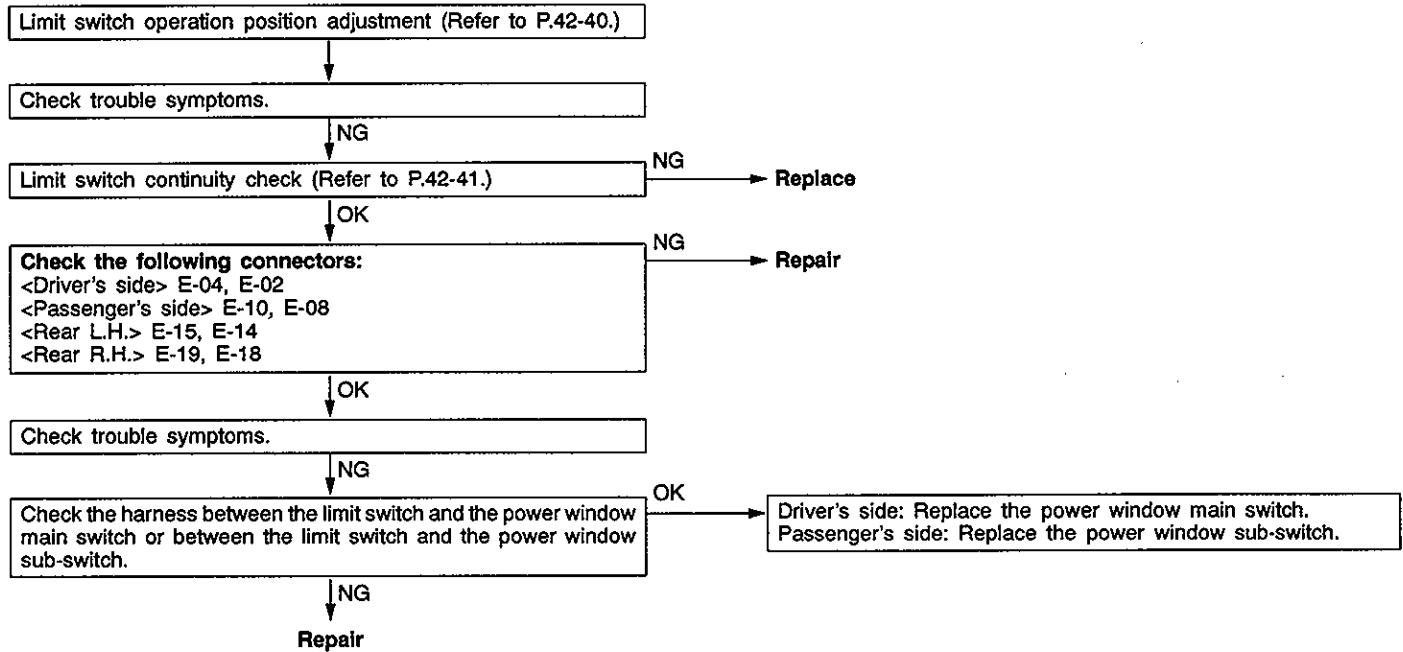 Limit switch operation position adjustment (Refer to P.42-40.)
Check trouble symptoms.
NG
Limit switch continuity check (Refer to P.42-41.)
NG
Replace
OK
Check the following connectors:
<Driver's side> E-04, E-02
<Passenger's side> E-10, E-08
<Rear L.H.> E-15, E-14
<Rear R.H.> E-19, E-18
NG
Repair
OK
Check trouble symptoms.
NG
Check the harness between the limit switch and the power window
main switch or between the limit switch and the power window
sub-switch.
OK
Driver's side: Replace the power window main switch.
Passenger's side: Replace the power window sub-switch.
NG
Repair